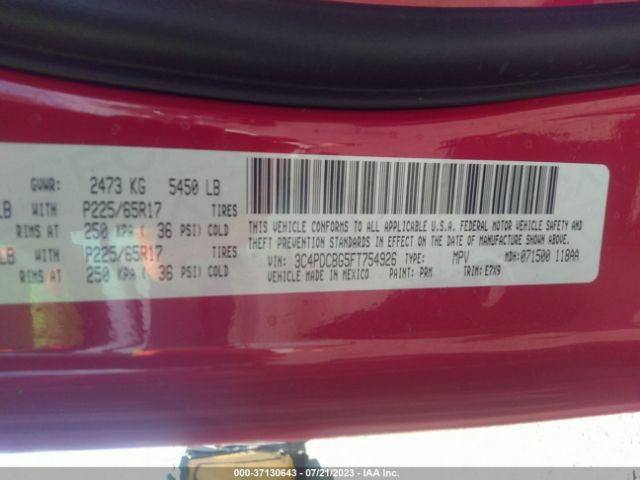 GVWR: 2473 KG 5450 LB
LB WITH P225/65R17 TIRES
RIMS AT 250 KPA ( 36 PSI) COLD
LB WITH P225/65R17 TIRES
RIMS AT 250 KPA ( 36 PSI) COLD
THIS VEHICLE CONFORMS TO ALL APPLICABLE U.S.A. FEDERAL MOTOR VEHICLE SAFETY AND
THEFT PREVENTION STANDARDS IN EFFECT ON THE DATE OF MANUFACTURE SHOWN ABOVE.
VIN: 3C4PDCBG5FT754926 TYPE: MPV MDH:071500 118AA
VEHICLE MADE IN MEXICO PAINT: PRM TRIM: E7X9
000-37130643 - 07/21/2023 - IAA Inc.